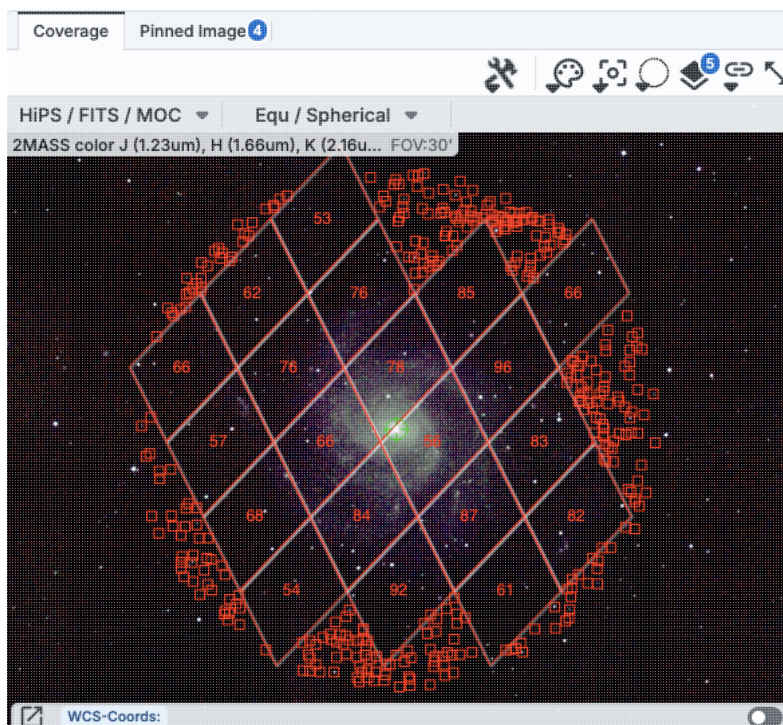 Coverage Pinned Image 4
5
HiPS / FITS / MOC Equ / Spherical
2MASS color J (1.23um), H (1.66um), K (2.16u... FOV:30'
53
62 76 85 66
66 76 78 96
57 66 83
68 84 87 82
54 92 61
WCS-Coords: